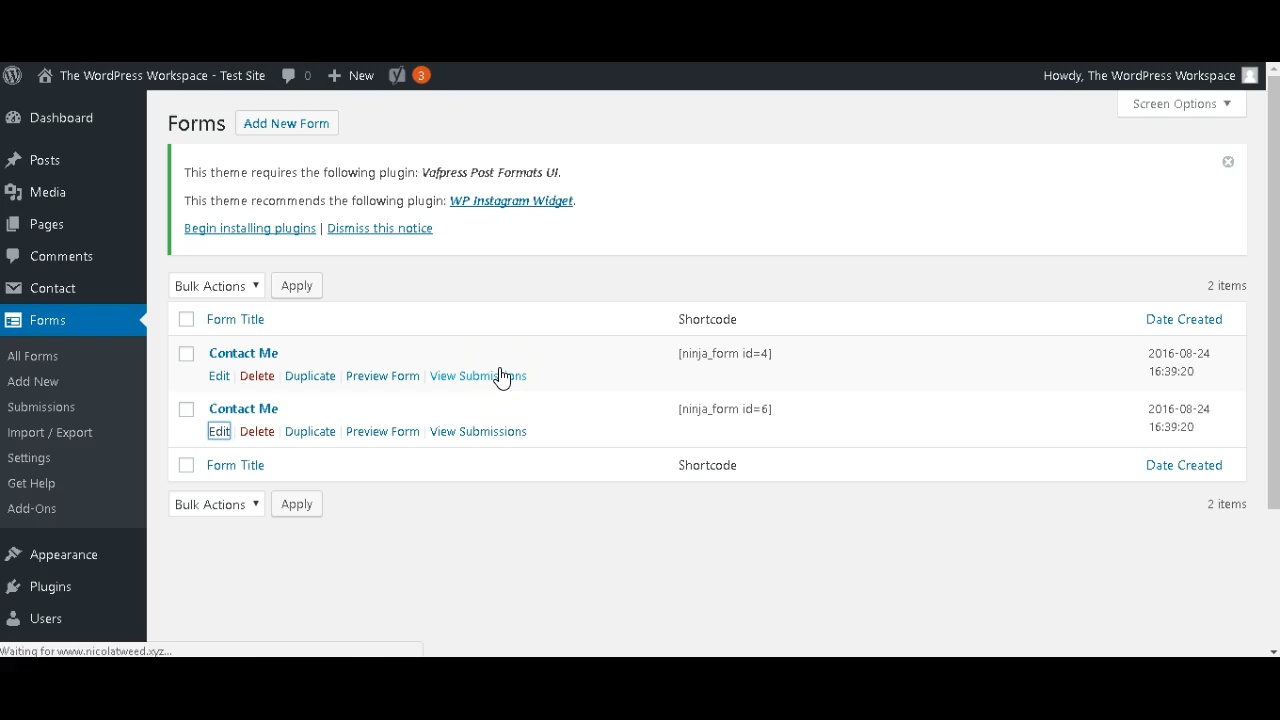 The WordPress Workspace - Test Site 0 New 3 Howdy, The WordPress Workspace
Screen Options
Dashboard
Posts
Media
Pages
Comments
Contact
Forms
All Forms
Add New
Submissions
Import / Export
Settings
Get Help
Add-Ons
Appearance
Plugins
Users
Forms Add New Form
This theme requires the following plugin: Vafpress Post Formats UI.
This theme recommends the following plugin: WP Instagram Widget.
Begin installing plugins | Dismiss this notice
Bulk Actions Apply 2 items
Form Title Shortcode Date Created
Contact Me [ninja_form id=4] 2016-08-24
16:39:20
Edit | Delete | Duplicate | Preview Form | View Submissions
Contact Me [ninja_form id=6] 2016-08-24
16:39:20
Edit | Delete | Duplicate | Preview Form | View Submissions
Form Title Shortcode Date Created
Bulk Actions Apply 2 items
Waiting for www.nicolatweed.xyz...